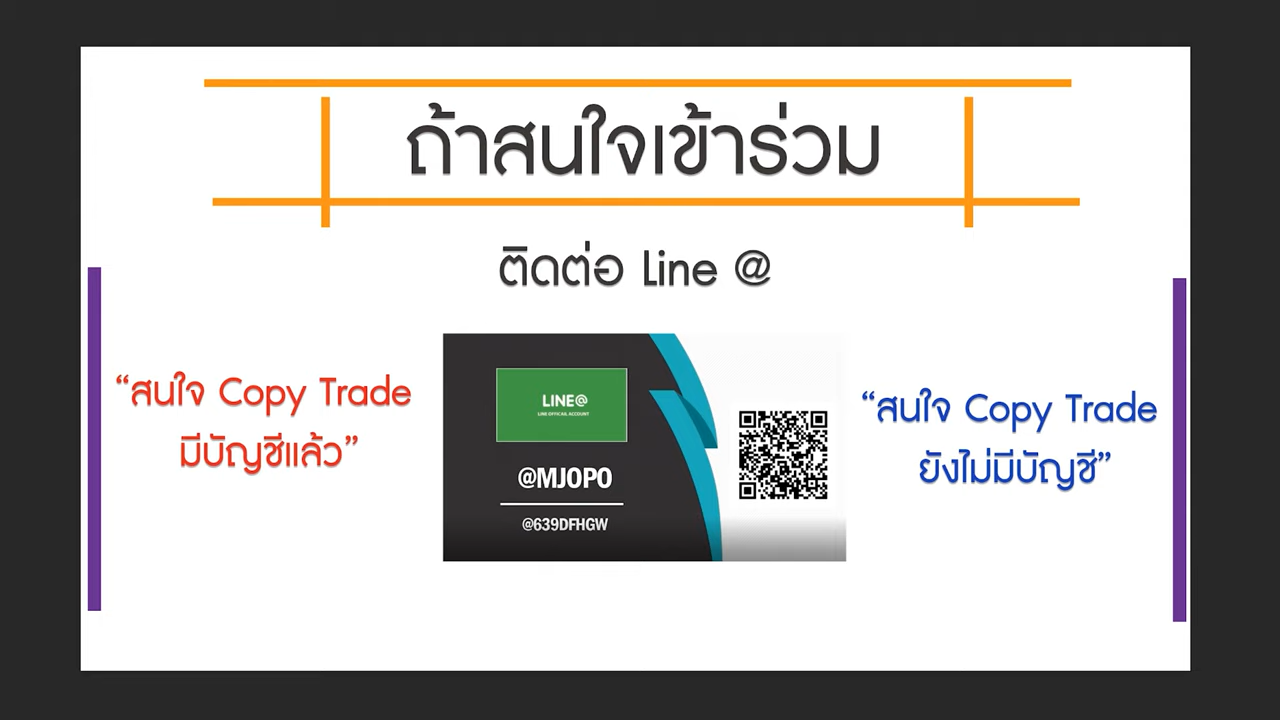 ถ้าสนใจเข้าร่วม
ติดต่อ Line @
“สนใจ Copy Trade
มีบัญชีแล้ว”
LINE@
LINE OFFICAIL ACCOUNT
@MJOPO
@639DFHGW
“สนใจ Copy Trade
ยังไม่มีบัญชี”